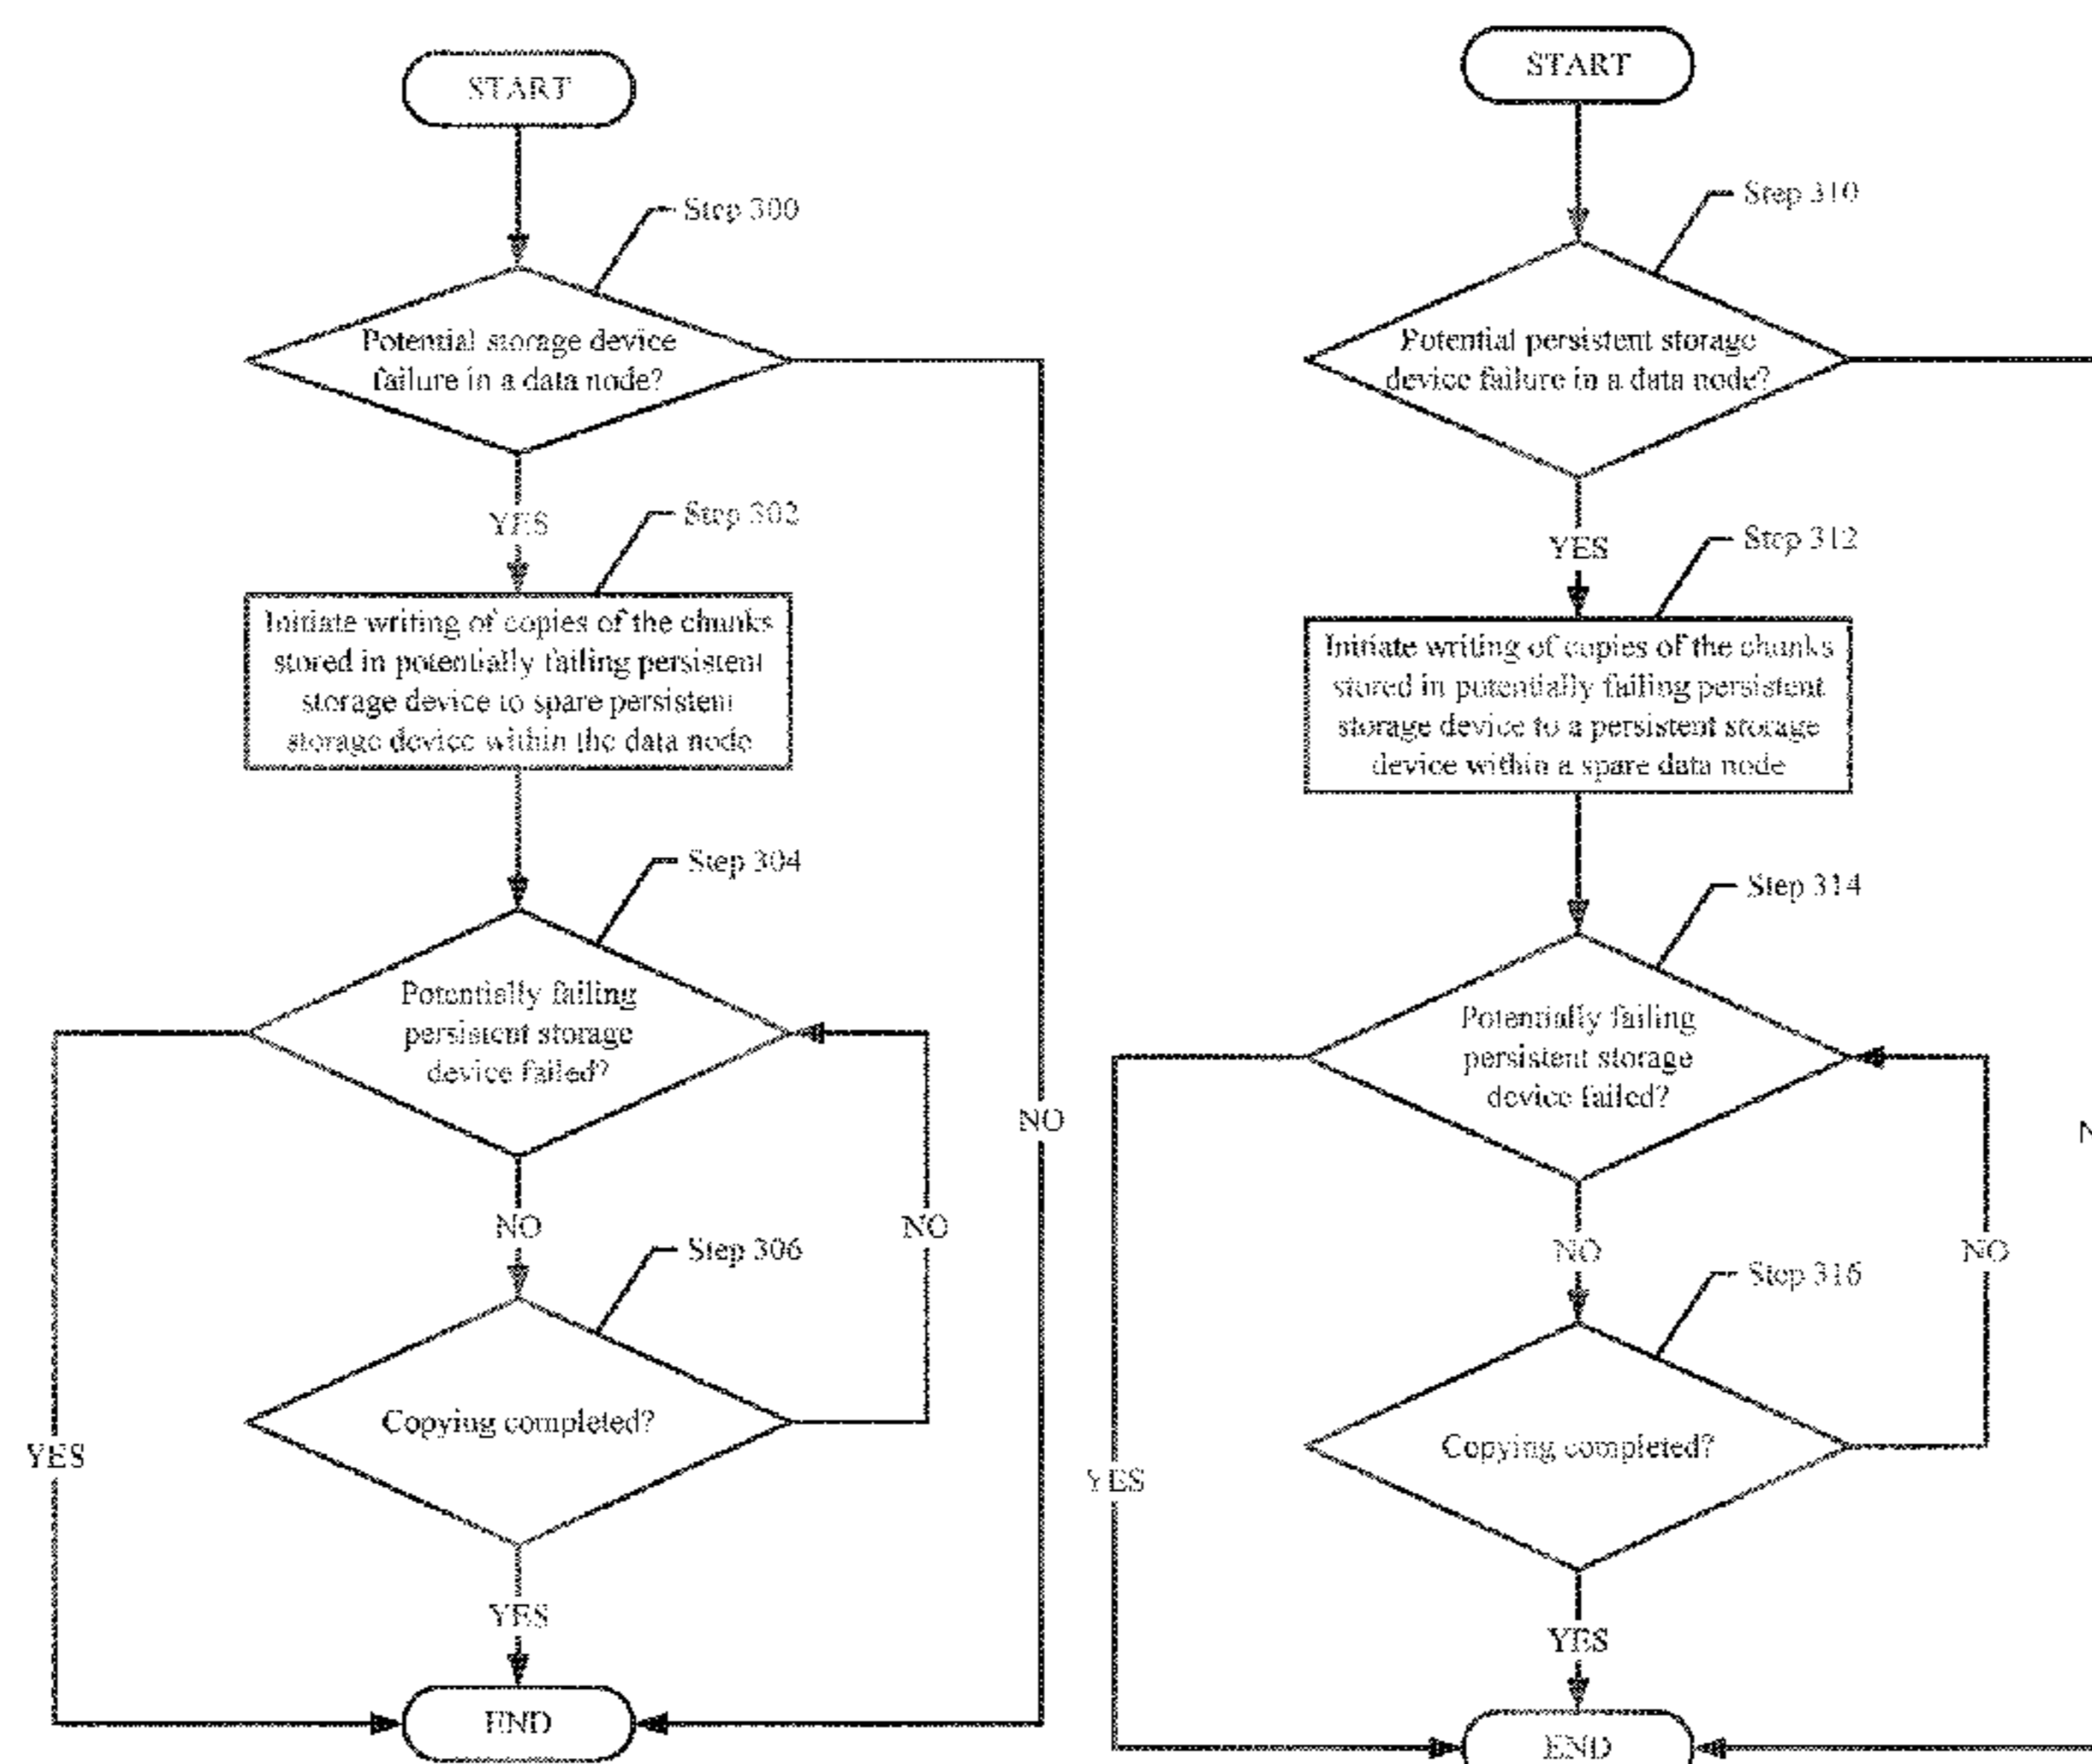 START
Step 300
Potential storage device
failure in a data node?
YES
Step 302
Initiate writing of copies of the chunks
stored in potentially failing persistent
storage device to spare persistent
storage device within the data node
Step 304
Potentially failing
persistent storage
device failed?
NO
NO
NO
Step 306
Copying completed?
YES
YES
END
START
Step 310
Potential persistent storage
device failure in a data node?
YES
Step 312
Initiate writing of copies of the chunks
stored in potentially failing persistent
storage device to a persistent storage
device within a spare data node
Step 314
Potentially failing
persistent storage
device failed?
NO
NO
Step 316
Copying completed?
YES
YES
END